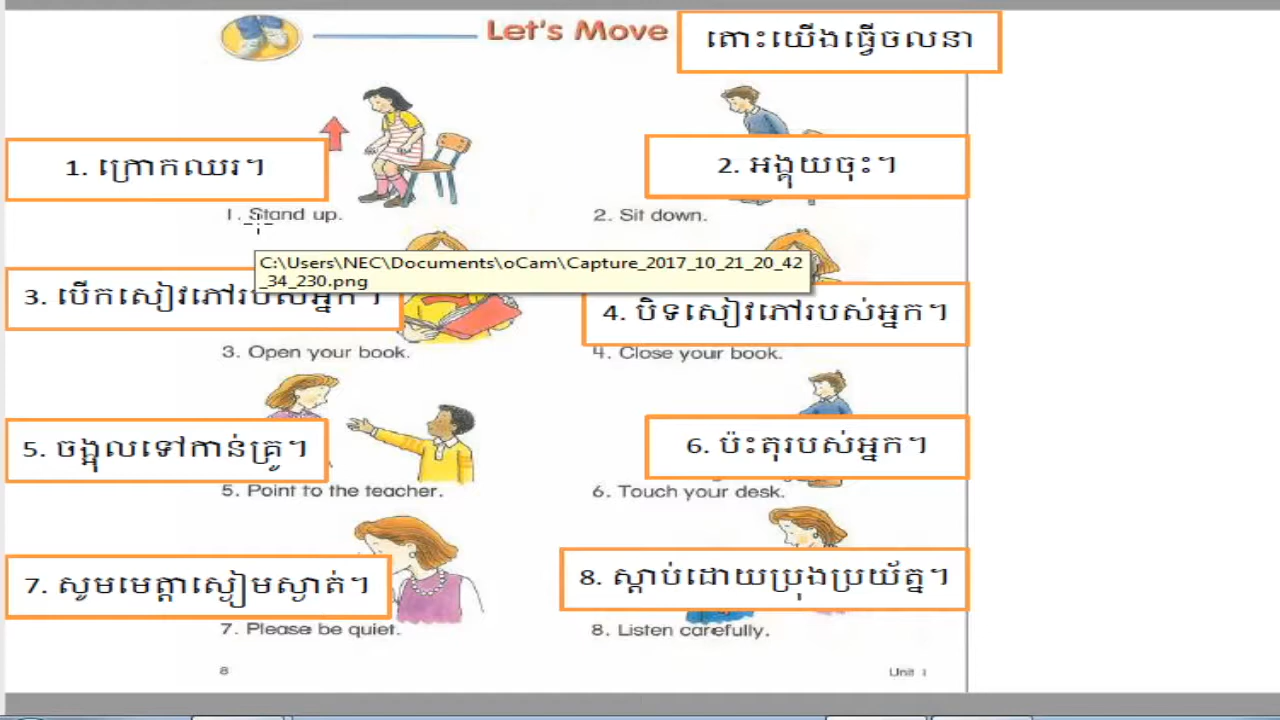 Let's Move
តោះយើងធ្វើចលនា
1. ក្រោកឈរ។
2. អង្គុយចុះ។
1. Stand up.
2. Sit down.
C:\Users\NEC\Documents\oCam\Capture_2017_10_21_20_42
_34_230.png
3. បើកសៀវភៅរបស់អ្នក។
4. បិទសៀវភៅរបស់អ្នក។
3. Open your book.
4. Close your book.
5. ចង្អុលទៅកាន់គ្រូ។
6. ប៉ះតុរបស់អ្នក។
5. Point to the teacher.
6. Touch your desk.
7. សូមមេត្តាស្ងៀមស្ងាត់។
8. ស្តាប់ដោយប្រុងប្រយ័ត្ន។
7. Please be quiet.
8. Listen carefully.
8
Unit 1